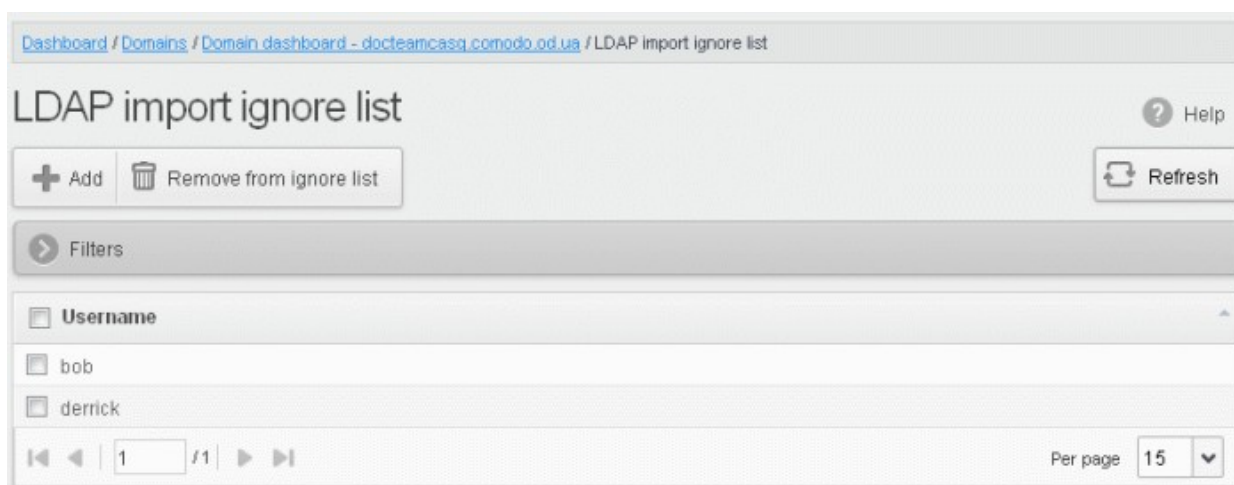 Dashboard / Domains / Domain dashboard - docteamcasg.comodo.od.ua / LDAP import ignore list
LDAP import ignore list
Help
Add
Remove from ignore list
Refresh
Filters
Username
bob
derrick
1 /1
Per page 15